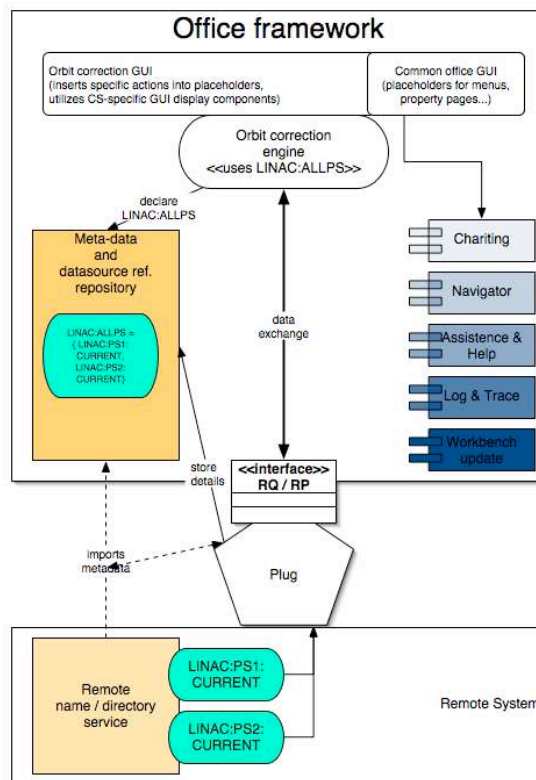 Office framework
Orbit correction GUI
(inserts specific actions into placeholders,
utilizes CS-specific GUI display components)
Common office GUI
(placeholders for menus,
property pages...)
Orbit correction
engine
<<uses LINAC:ALLPS>>
declare
LINAC:ALLPS
Meta-data
and
datasource ref.
repository
LINAC:ALLPS =
{ LINAC:PS1:
CURRENT,
LINAC:PS2:
CURRENT}
data
exchange
Chariting
Navigator
Assistence &
Help
Log & Trace
Workbench
update
<<interface>>
RQ / RP
store
details
imports
metadata
Plug
Remote
name / directory
service
LINAC:PS1:
CURRENT
LINAC:PS2:
CURRENT
Remote System